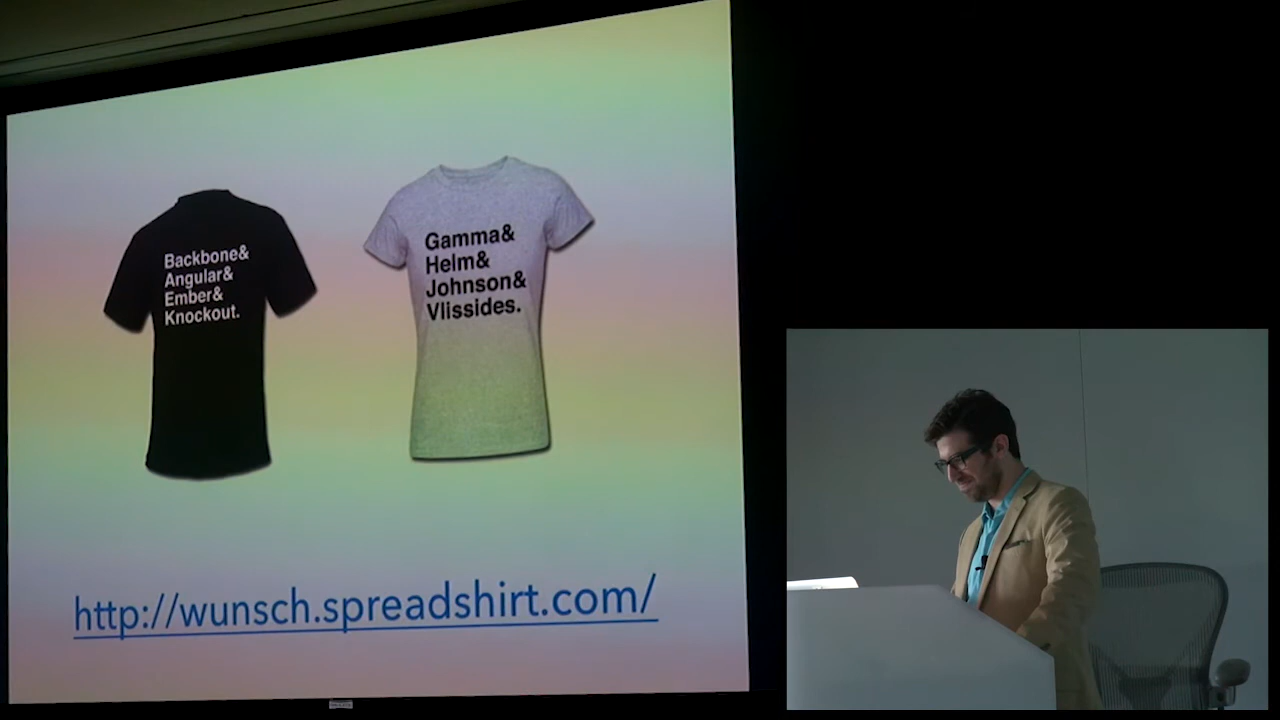 Backbone&
Angular&
Ember&
Knockout.
Gamma&
Helm&
Johnson&
Vlissides.
http://wunsch.spreadshirt.com/